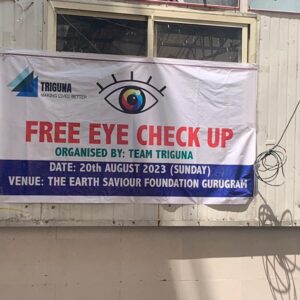 TRIGUNA
MAKING LIVES BETTER
FREE EYE CHECK UP
ORGANISED BY: TEAM TRIGUNA
DATE: 20th AUGUST 2023 (SUNDAY)
VENUE: THE EARTH SAVIOUR FOUNDATION GURUGRAM